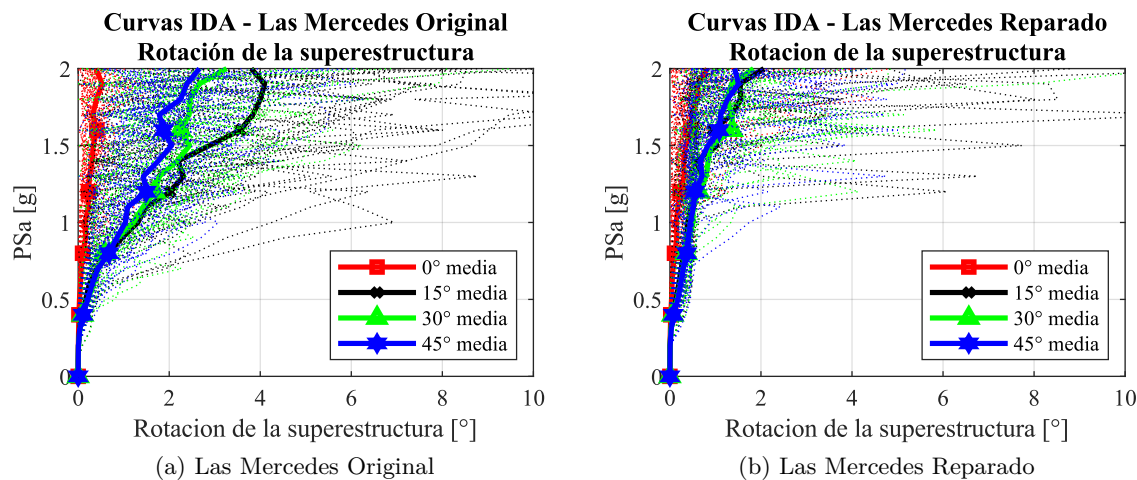 Curvas IDA - Las Mercedes Original
Rotación de la superestructura
PSa [g]
2
1.5
1
0.5
0
0° media
15° media
30° media
45° media
0 2 4 6 8 10
Rotacion de la superestructura [°]
(a) Las Mercedes Original
Curvas IDA - Las Mercedes Reparado
Rotacion de la superestructura
PSa [g]
2
1.5
1
0.5
0
0° media
15° media
30° media
45° media
0 2 4 6 8 10
Rotacion de la superestructura [°]
(b) Las Mercedes Reparado